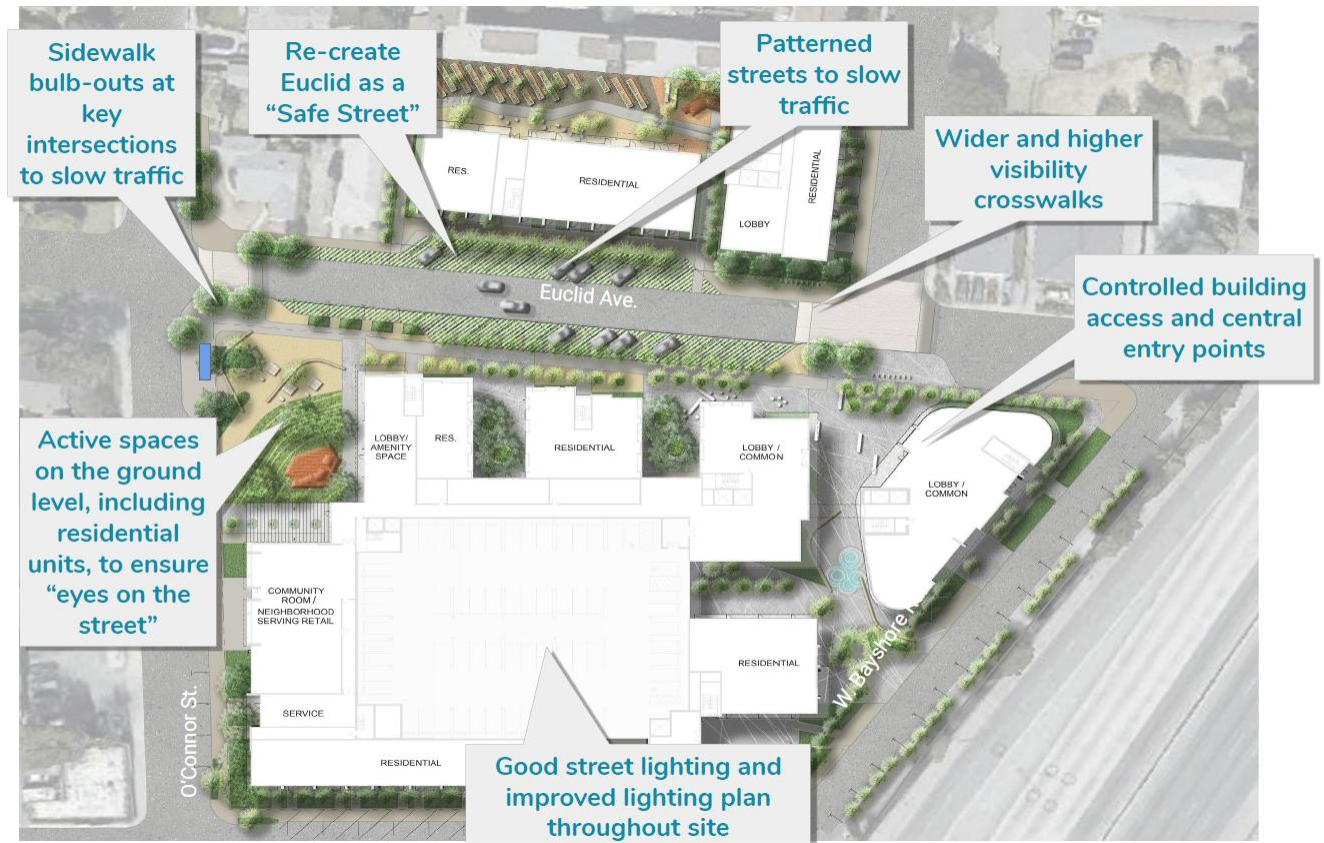 Sidewalk
bulb-outs at
key
intersections
to slow traffic
Re-create
Euclid as a
“Safe Street”
Patterned
streets to slow
traffic
Wider and higher
visibility
crosswalks
Controlled building
access and central
entry points
Active spaces
on the ground
level, including
residential
units, to ensure
“eyes on the
street”
Good street lighting and
improved lighting plan
throughout site
RES.
RESIDENTIAL
LOBBY
RESIDENTIAL
Euclid Ave.
LOBBY/
AMENITY
SPACE
RES.
RESIDENTIAL
LOBBY /
COMMON
LOBBY /
COMMON
COMMUNITY
ROOM /
NEIGHBORHOOD
SERVING RETAIL
RESIDENTIAL
SERVICE
RESIDENTIAL
O'Connor St.
W. Bayshore